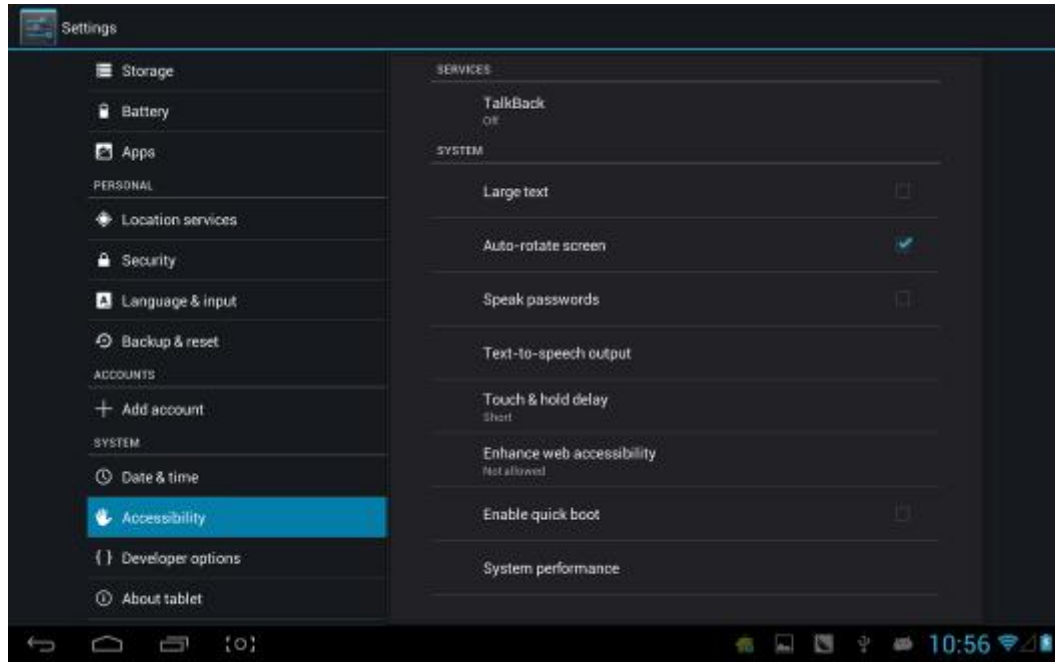 Settings
Storage
Battery
Apps
PERSONAL
Location services
Security
Language & input
Backup & reset
ACCOUNTS
Add account
SYSTEM
Date & time
Accessibility
{ } Developer options
About tablet
SERVICES
TalkBack
Off
SYSTEM
Large text
Auto-rotate screen
Speak passwords
Text-to-speech output
Touch & hold delay
Short
Enhance web accessibility
Not allowed
Enable quick boot
System performance
10:56